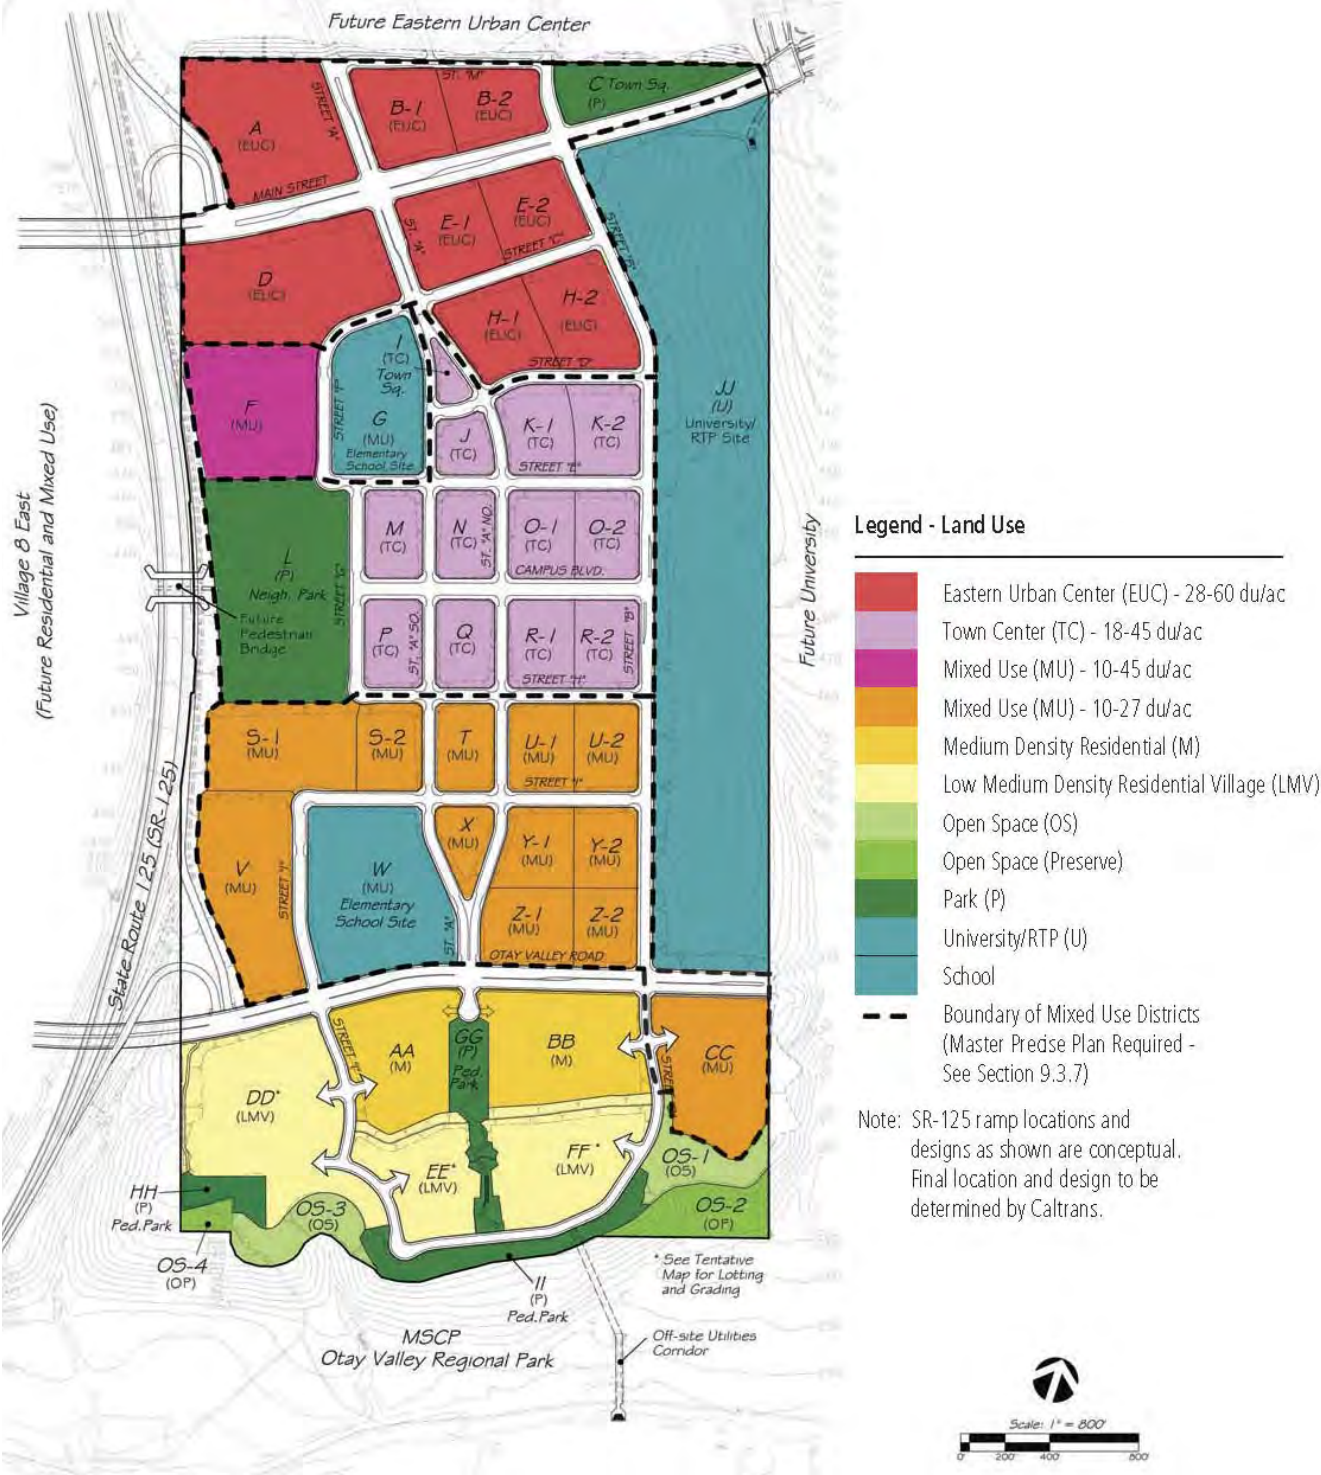 Future Eastern Urban Center
ST. "M"
C Town Sq.
(P)
STREET "A"
B-1
(EUC)
B-2
(EUC)
A
(EUC)
MAIN STREET
E-1
(EUC)
E-2
(EUC)
ST. "A"
STREET "C"
STREET "B"
D
(EUC)
H-1
(EUC)
H-2
(EUC)
STREET "D"
I
(TC)
Town
Sq.
F
(MU)
STREET "F"
G
(MU)
Elementary
School Site
J
(TC)
K-1
(TC)
K-2
(TC)
STREET "E"
JJ
(U)
University/
RTP Site
Village 8 East
(Future Residential and Mixed Use)
Future University
L
(P)
Neigh. Park
STREET "G"
Future
Pedestrian
Bridge
M
(TC)
N
(TC)
ST. "A" NO.
O-1
(TC)
O-2
(TC)
CAMPUS BLVD.
P
(TC)
ST. "A" SO.
Q
(TC)
R-1
(TC)
R-2
(TC)
STREET "B"
STREET "H"
S-1
(MU)
S-2
(MU)
T
(MU)
U-1
(MU)
U-2
(MU)
STREET "I"
State Route 125 (SR-125)
V
(MU)
W
(MU)
Elementary
School Site
ST. "A"
X
(MU)
Y-1
(MU)
Y-2
(MU)
Z-1
(MU)
Z-2
(MU)
OTAY VALLEY ROAD
AA
(M)
GG
(P)
Ped.
Park
BB
(M)
CC
(MU)
DD*
(LMV)
EE*
(LMV)
FF *
(LMV)
OS-1
(OS)
OS-2
(OP)
HH
(P)
Ped.Park
OS-3
(OS)
OS-4
(OP)
II
(P)
Ped.Park
* See Tentative
Map for Lotting
and Grading
MSCP
Otay Valley Regional Park
Off-site Utilities
Corridor
Legend - Land Use
Eastern Urban Center (EUC) - 28-60 du/ac
Town Center (TC) - 18-45 du/ac
Mixed Use (MU) - 10-45 du/ac
Mixed Use (MU) - 10-27 du/ac
Medium Density Residential (M)
Low Medium Density Residential Village (LMV)
Open Space (OS)
Open Space (Preserve)
Park (P)
University/RTP (U)
School
Boundary of Mixed Use Districts
(Master Precise Plan Required -
See Section 9.3.7)
Note: SR-125 ramp locations and
designs as shown are conceptual.
Final location and design to be
determined by Caltrans.
Scale: 1" = 800'
0' 200' 400' 800'